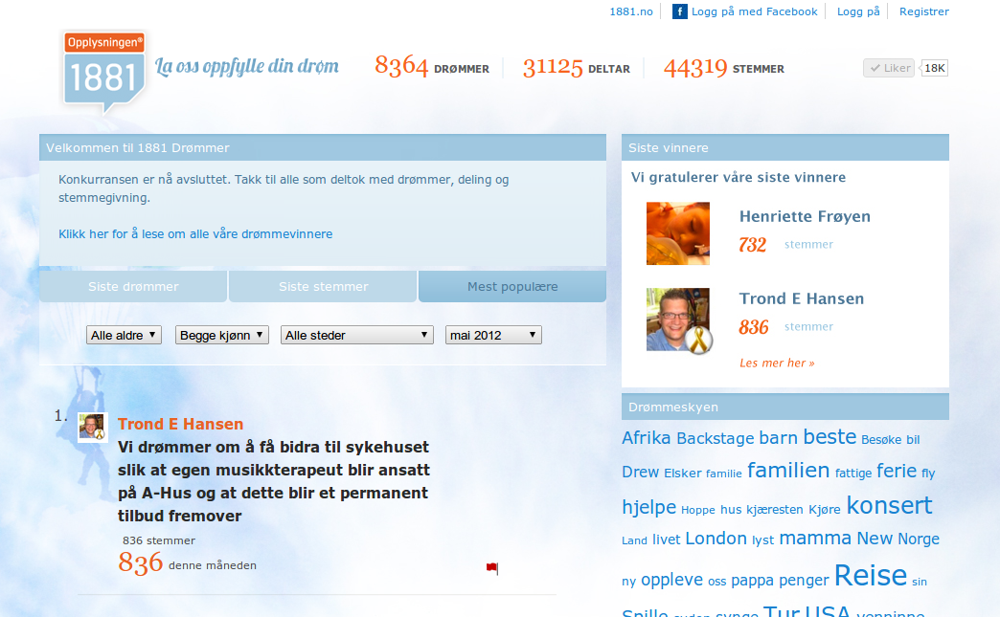 1881.no
Logg på med Facebook
Logg på
Registrer
Opplysningen®
1881
La oss oppfylle din drøm
8364 DRØMMER
31125 DELTAR
44319 STEMMER
Liker
18K
Velkommen til 1881 Drømmer
Konkurransen er nå avsluttet. Takk til alle som deltok med drømmer, deling og
stemmegivning.
Klikk her for å lese om alle våre drømmevinnere
Siste drømmer
Siste stemmer
Mest populære
Alle aldre
Begge kjønn
Alle steder
mai 2012
1.
Trond E Hansen
Vi drømmer om å få bidra til sykehuset
slik at egen musikkterapeut blir ansatt
på A-Hus og at dette blir et permanent
tilbud fremover
836 stemmer
836 denne måneden
Siste vinnere
Vi gratulerer våre siste vinnere
Henriette Frøyen
732 stemmer
Trond E Hansen
836 stemmer
Les mer her »
Drømmeskyen
Afrika Backstage barn beste Besøke bil
Drew Elsker familie familien fattige ferie fly
hjelpe Hoppe hus kjæresten Kjøre konsert
Land livet London lyst mamma New Norge
ny oppleve oss pappa penger Reise sin
Spille synge Tur USA venninne